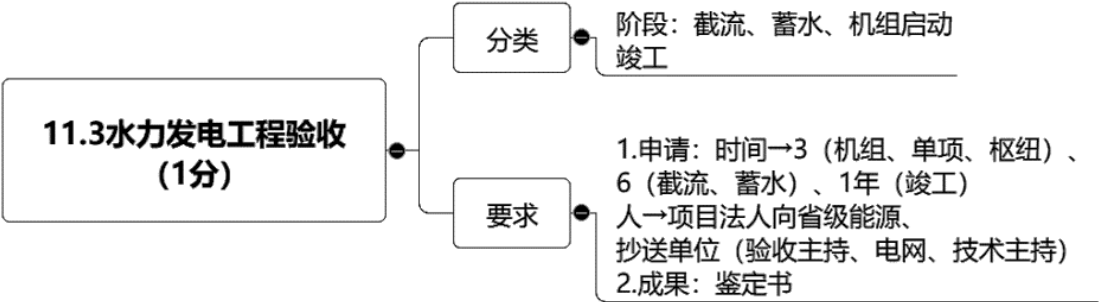 11.3水力发电工程验收
（1分）
分类
阶段：截流、蓄水、机组启动
竣工
要求
1.申请：时间→3（机组、单项、枢纽）、
6（截流、蓄水）、1年（竣工）
人→项目法人向省级能源、
抄送单位（验收主持、电网、技术主持）
2.成果：鉴定书